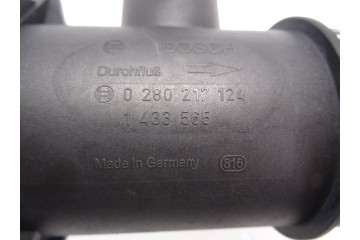 BOSCH
Durchfluß
0 280 217 124
1 433 565
Made in Germany 816